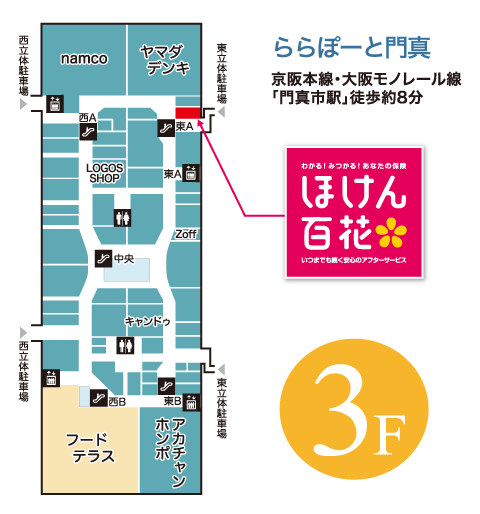 ららぽーと門真
京阪本線・大阪モノレール線
「門真市駅」徒歩約8分
わかる!みつかる!あなたの保険
ほけん
百花
いつまでも続く安心のアフターサービス
3F
西立体駐車場
namco
ヤマダ
デンキ
東立体駐車場
西A
東A
LOGOS
SHOP
東A
Zoff
中央
キャンドゥ
西立体駐車場
東立体駐車場
西B
東B
フード
テラス
アカチャン
ホンポ